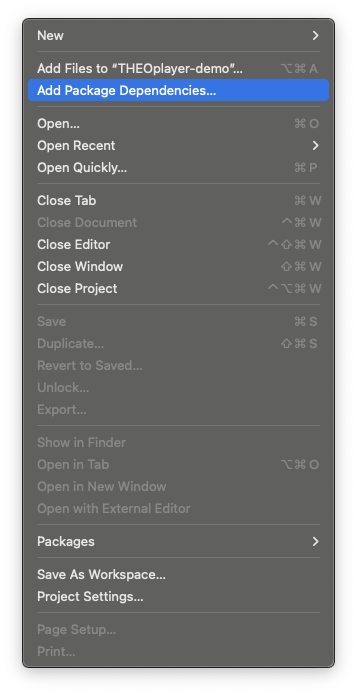 New
Add Files to “THEOplayer-demo”... ⌥⌘A
Add Package Dependencies...
Open... ⌘O
Open Recent
Open Quickly... ⌘P
Close Tab ⌘W
Close Document ^⌘W
Close Editor ^⇧⌘W
Close Window ⇧⌘W
Close Project ^⌥⌘W
Save ⌘S
Duplicate... ⇧⌘S
Revert to Saved...
Unlock...
Export...
Show in Finder
Open in Tab ⌥⌘O
Open in New Window
Open with External Editor
Packages
Save As Workspace...
Project Settings...
Page Setup...
Print...